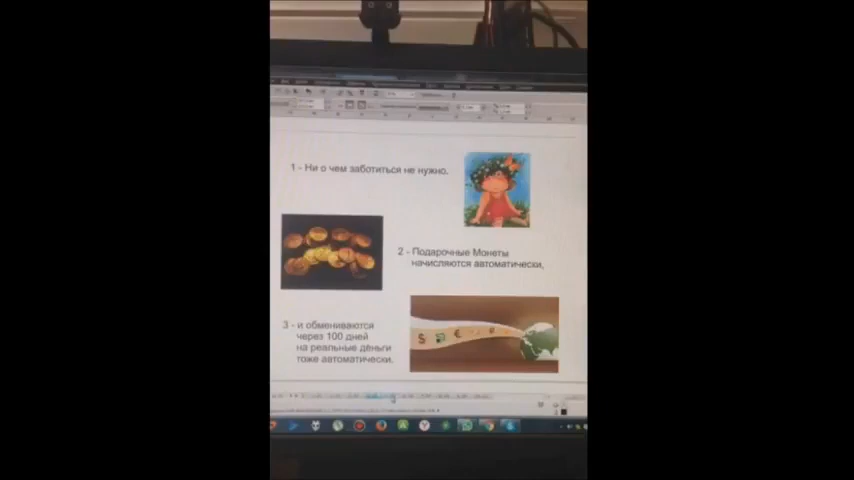 1 - Ни о чем заботиться не нужно.
2 - Подарочные Монеты
начисляются автоматически,
3 - и обмениваются
через 100 дней
на реальные деньги
тоже автоматически.